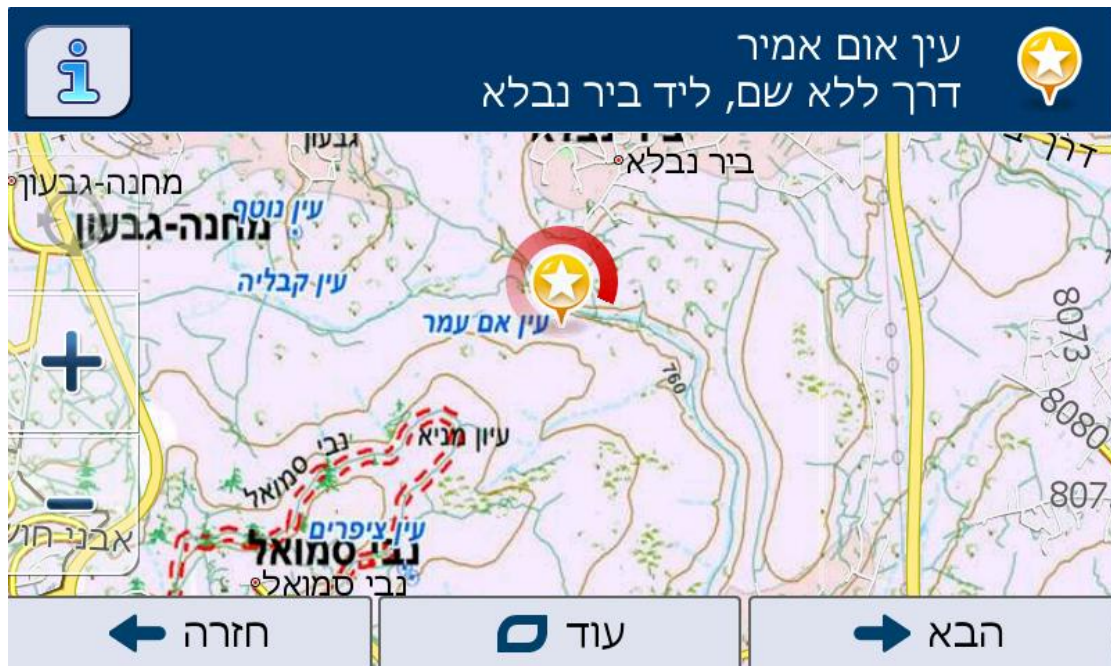 עין אום אמיר
דרך ללא שם, ליד ביר נבלא
גבעון
ביר נבלא
מחנה-גבעון
עין נוטף
מחנה-גבעון
עין קבליה
עין אם עמר
760
8073
8080
807
עיון מניא
נבי סמואל
עין ציפרים
נבי סמואל
נבי סמואל
הבא
עוד
חזרה